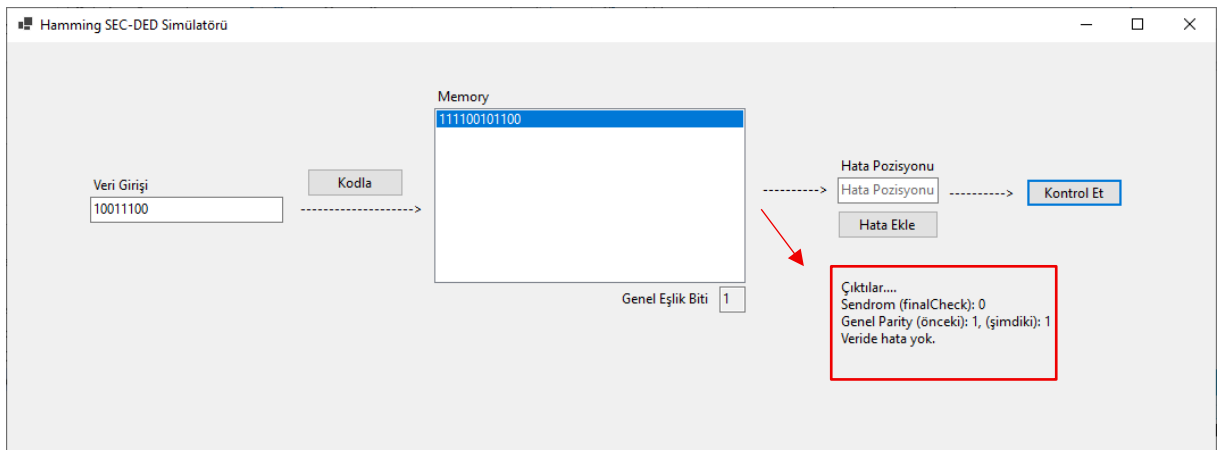 Hamming SEC-DED Simülatörü
Memory
111100101100
Veri Girişi
10011100
Kodla
-------------------->
Genel Eşlik Biti 1
---------->
Hata Pozisyonu
Hata Pozisyonu
Hata Ekle
---------->
Kontrol Et
Çıktılar....
Sendrom (finalCheck): 0
Genel Parity (önceki): 1, (şimdiki): 1
Veride hata yok.